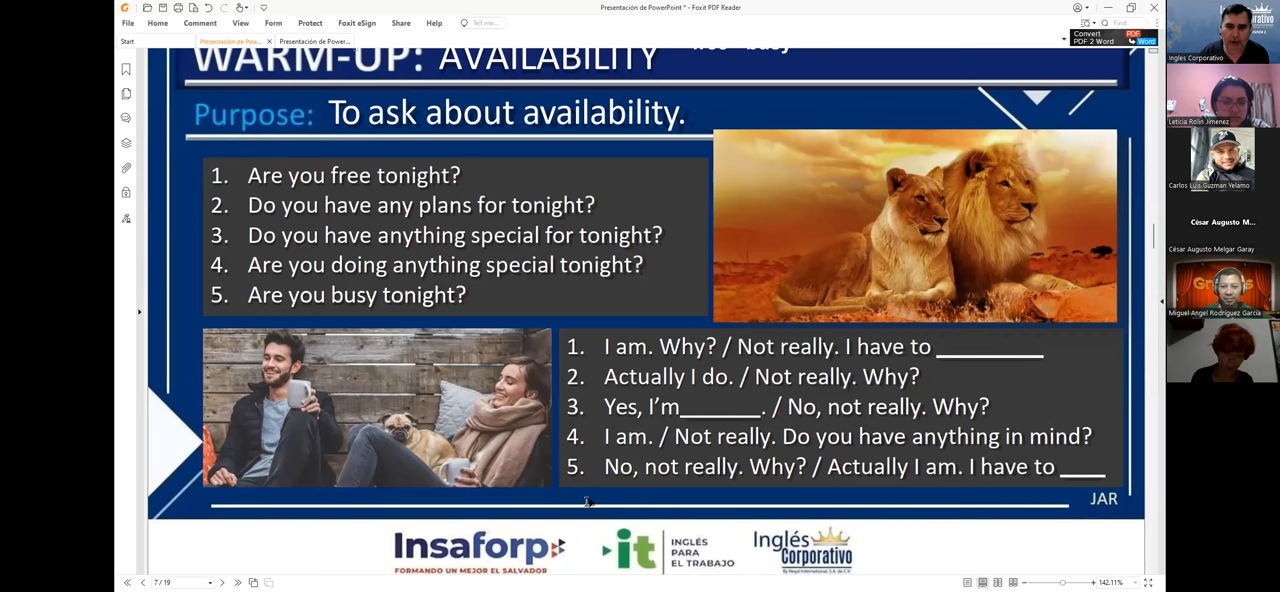 Presentación de PowerPoint * - Foxit PDF Reader
File Home Comment View Form Protect Foxit eSign Share Help Tell me... Find
Start Presentación de Pow... Presentación de Power...
Convert PDF
PDF 2 Word Word
WARM-UP: AVAILABILITY
Purpose: To ask about availability.
1. Are you free tonight?
2. Do you have any plans for tonight?
3. Do you have anything special for tonight?
4. Are you doing anything special tonight?
5. Are you busy tonight?
1. I am. Why? / Not really. I have to __________
2. Actually I do. / Not really. Why?
3. Yes, I'm________. / No, not really. Why?
4. I am. / Not really. Do you have anything in mind?
5. No, not really. Why? / Actually I am. I have to ____
JAR
Insaforp
FORMANDO UN MEJOR EL SALVADOR
it
INGLÉS
PARA
EL TRABAJO
Inglés
Corporativo
7 / 19
142.11%
Ingles Corporativo
Leticia Rolin Jimenez
Carlos Luis Guzman Yelamo
César Augusto M...
César Augusto Melgar Garay
Miguel Angel Rodríguez García